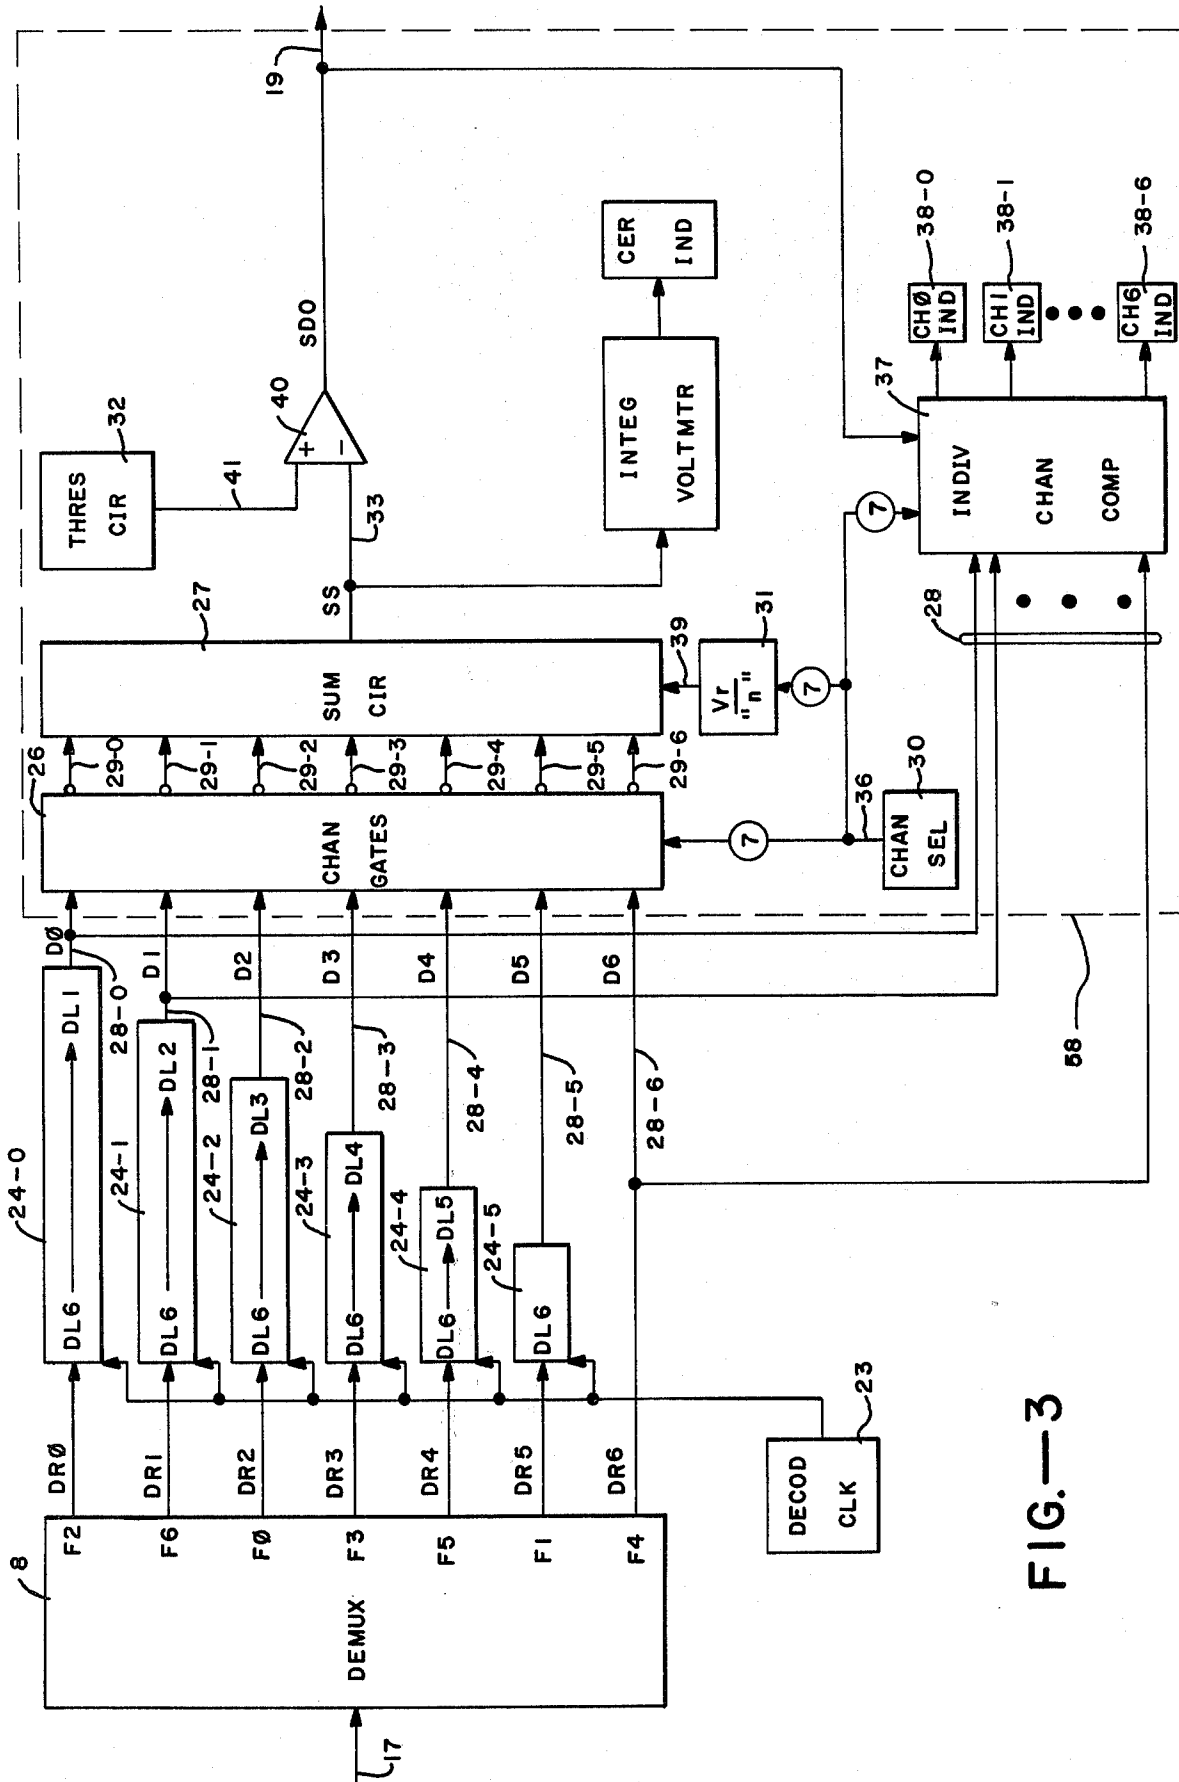 17
8
DEMUX
F2
F6
FØ
F3
F5
F1
F4
DRØ
DR1
DR2
DR3
DR4
DR5
DR6
DECOD
CLK
23
24-0
DL6
DL1
24-1
DL6
DL2
24-2
DL6
DL3
24-3
DL6
DL4
24-4
DL6
DL5
24-5
DL6
28-0
28-1
28-2
28-3
28-4
28-5
28-6
DØ
D1
D2
D3
D4
D5
D6
58
26
CHAN
GATES
29-0
29-1
29-2
29-3
29-4
29-5
29-6
27
SUM
CIR
7
36
CHAN
SEL
30
39
Vr
"n"
31
7
7
SS
33
THRES
CIR
32
41
+
-
40
SDO
19
INTEG
VOLTMTR
CER
IND
28
INDIV
CHAN
COMP
37
CHØ
IND
38-0
CH1
IND
38-1
CH6
IND
38-6
FIG.—3